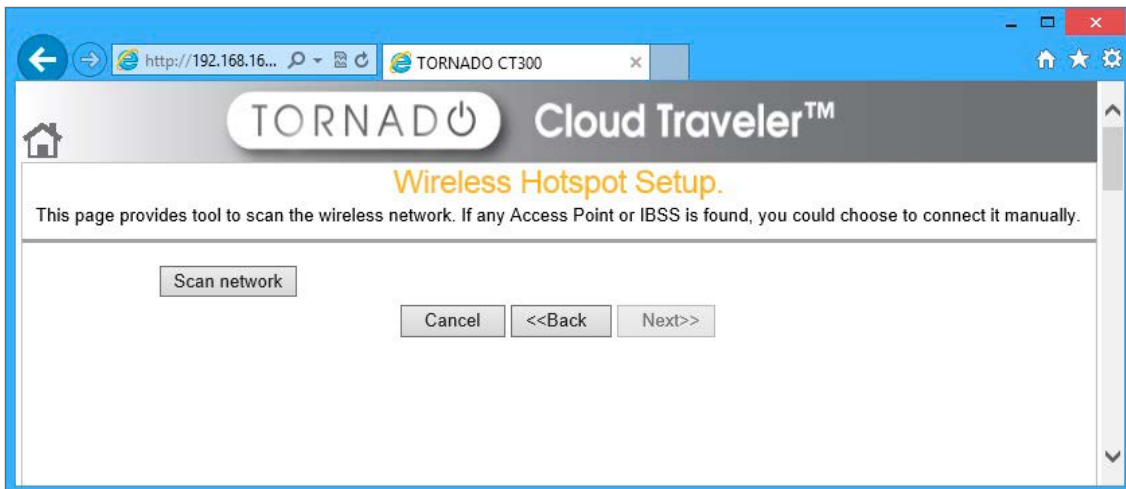 http://192.168.16... TORNADO CT300
TORNADO Cloud Traveler™
Wireless Hotspot Setup.
This page provides tool to scan the wireless network. If any Access Point or IBSS is found, you could choose to connect it manually.
Scan network
Cancel <<Back Next>>